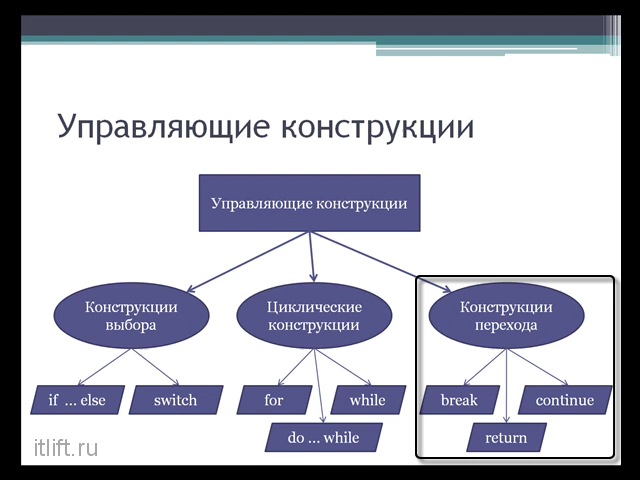 Управляющие конструкции
Управляющие конструкции
Конструкции
выбора
Циклические
конструкции
Конструкции
перехода
if ... else
switch
for
while
do ... while
break
continue
return
itlift.ru